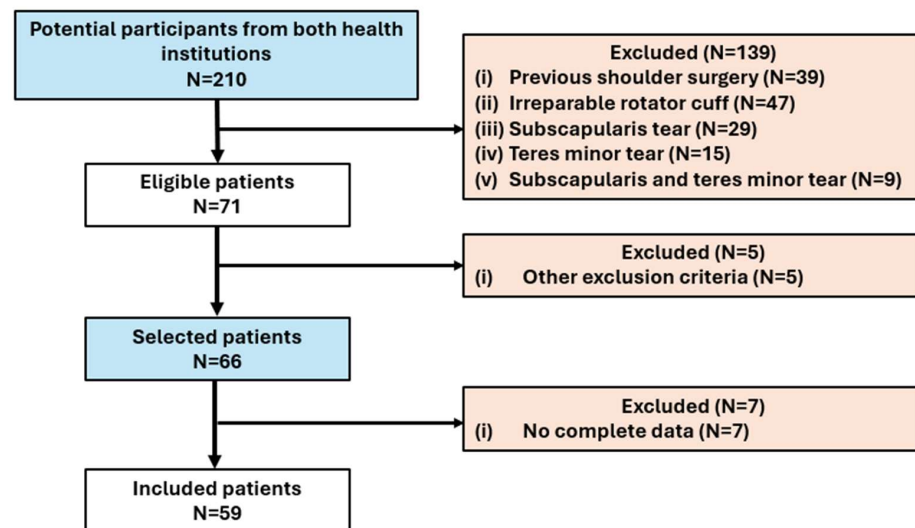 Potential participants from both health
institutions
N=210
Excluded (N=139)
(i) Previous shoulder surgery (N=39)
(ii) Irreparable rotator cuff (N=47)
(iii) Subscapularis tear (N=29)
(iv) Teres minor tear (N=15)
(v) Subscapularis and teres minor tear (N=9)
Eligible patients
N=71
Excluded (N=5)
(i) Other exclusion criteria (N=5)
Selected patients
N=66
Excluded (N=7)
(i) No complete data (N=7)
Included patients
N=59